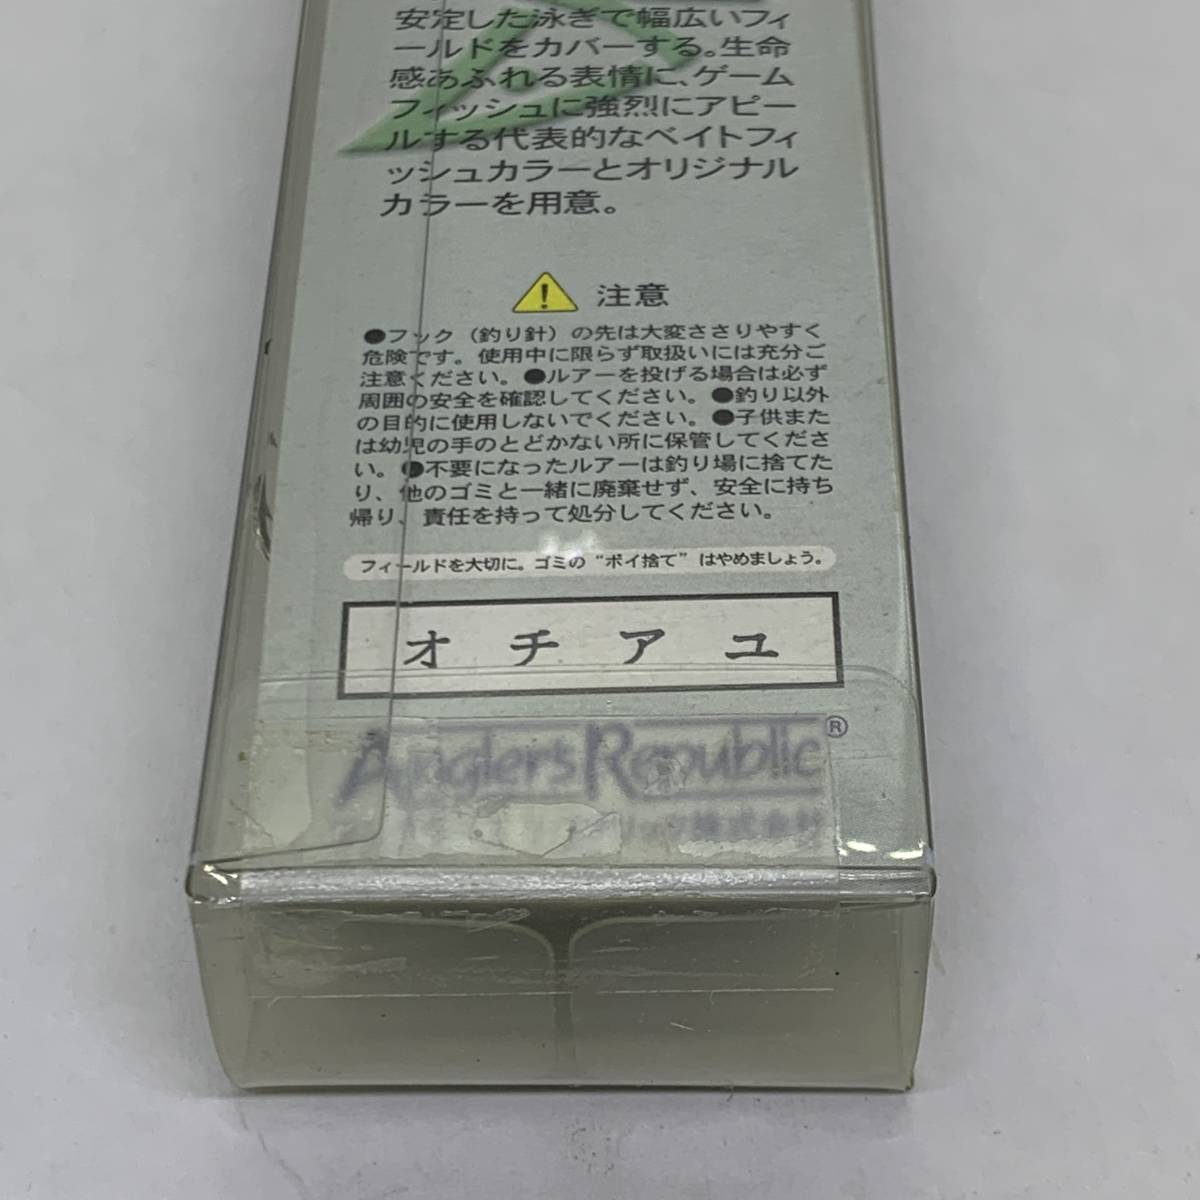 安定した泳ぎで幅広いフィ
ールドをカバーする。生命
感あふれる表情に、ゲーム
フィッシュに強烈にアピー
ルする代表的なベイトフィ
ッシュカラーとオリジナル
カラーを用意。
注意
●フック（釣り針）の先は大変ささりやすく
危険です。使用中に限らず取扱いには充分ご
注意ください。●ルアーを投げる場合は必ず
周囲の安全を確認してください。●釣り以外
の目的に使用しないでください。●子供また
は幼児の手のとどかない所に保管してくださ
い。●不要になったルアーは釣り場に捨てた
り、他のゴミと一緒に廃棄せず、安全に持ち
帰り、責任を持って処分してください。
フィールドを大切に。ゴミの“ポイ捨て”はやめましょう。
オチアユ
Anglers Republic®
リパブリック株式会社